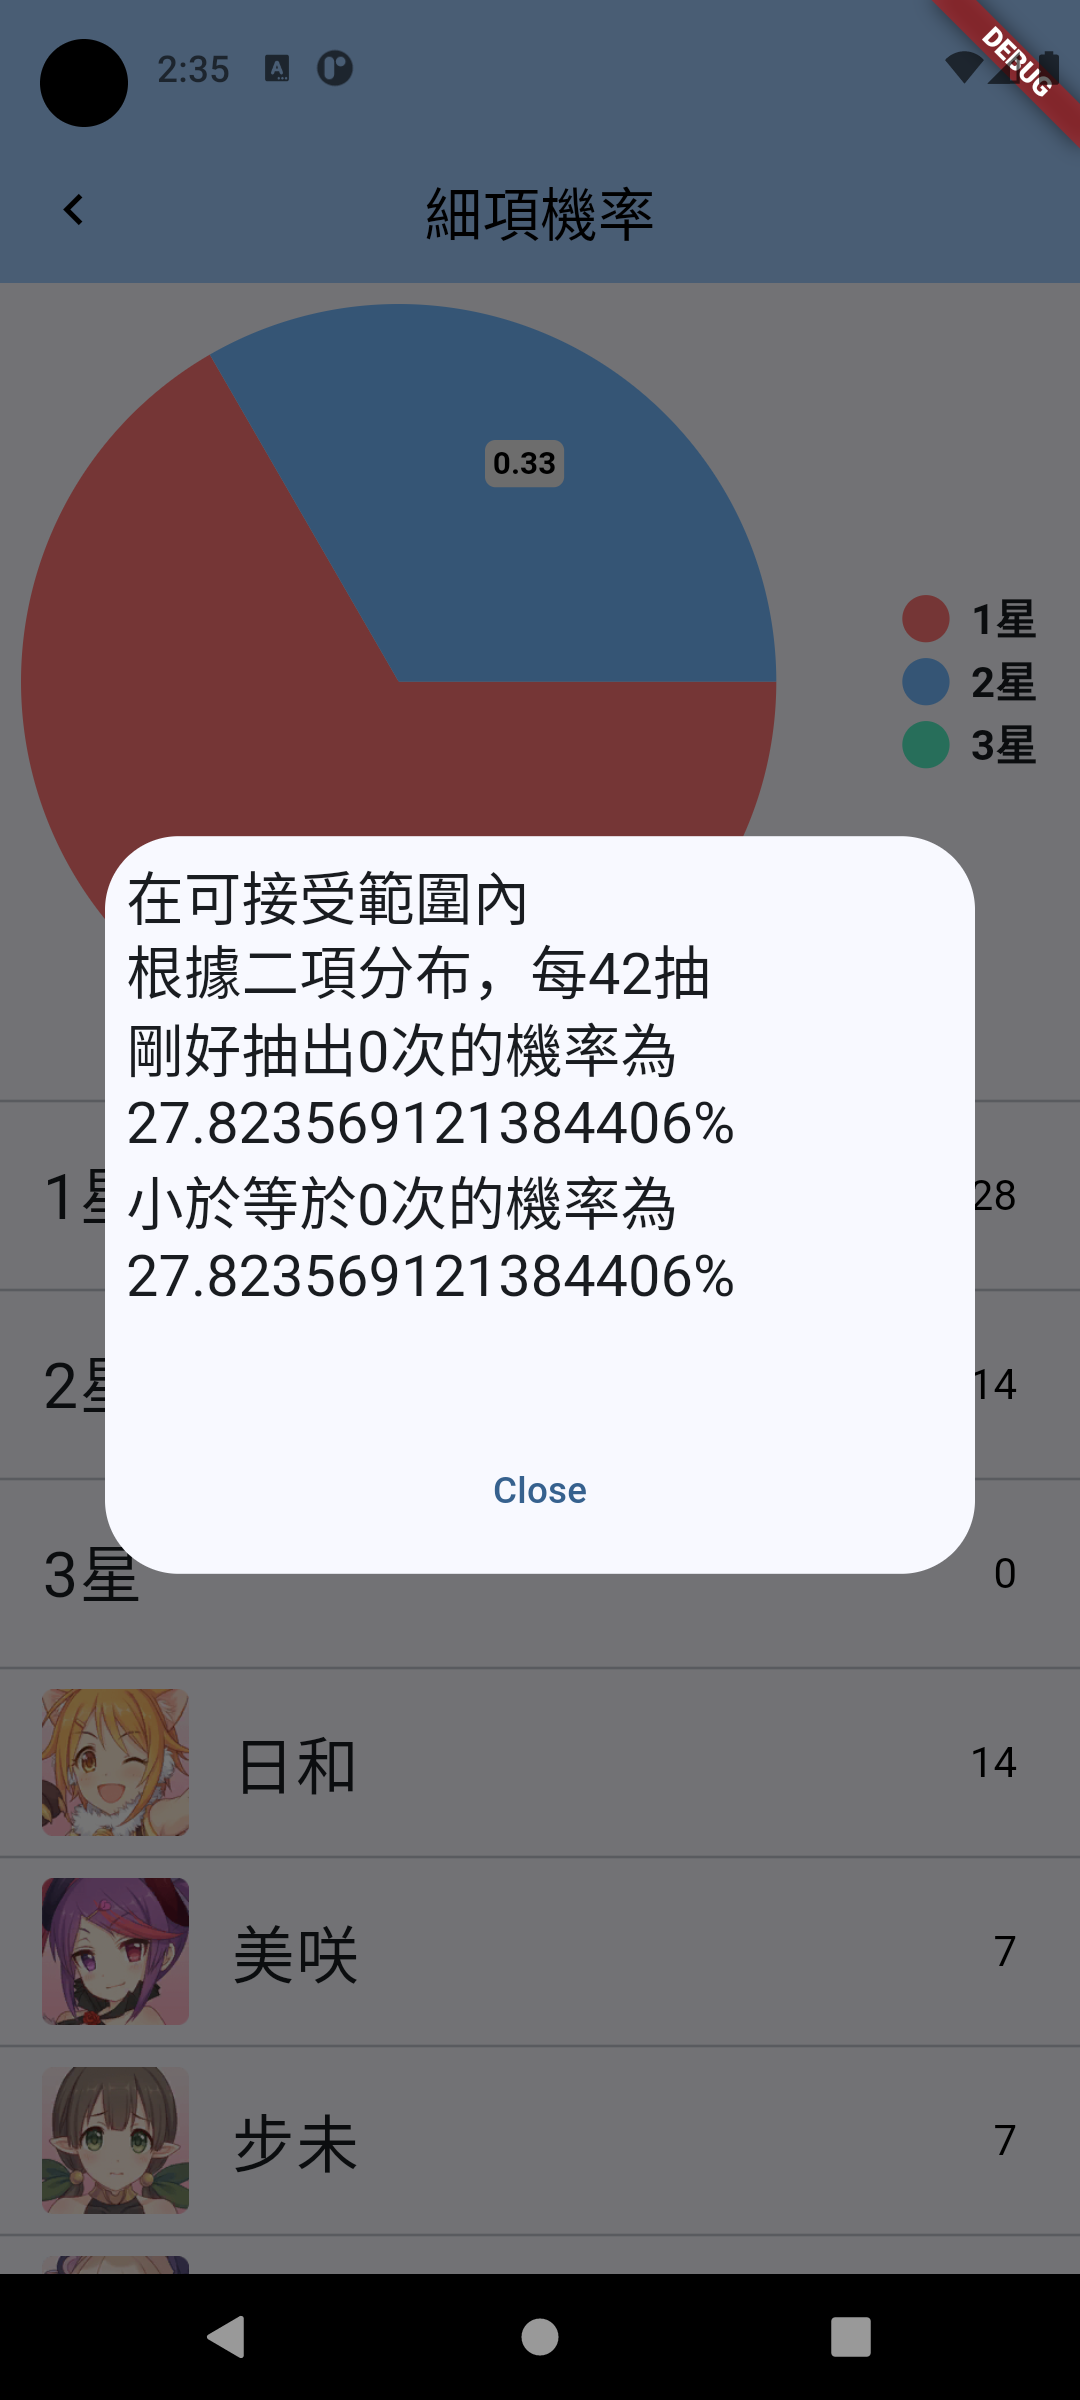 2:35
DEBUG
細項機率
0.33
1星
2星
3星
在可接受範圍內
根據二項分布，每42抽
剛好抽出0次的機率為
27.823569121384406%
小於等於0次的機率為
27.823569121384406%
Close
1星
28
2星
14
3星
0
日和
14
美咲
7
步未
7